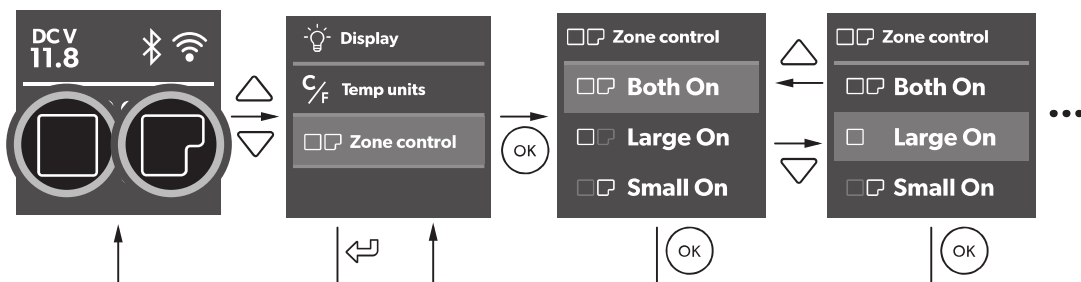 DC V
11.8
Display
C/F Temp units
Zone control
OK
Zone control
Both On
Large On
Small On
OK
Zone control
Both On
Large On
Small On
OK
•••